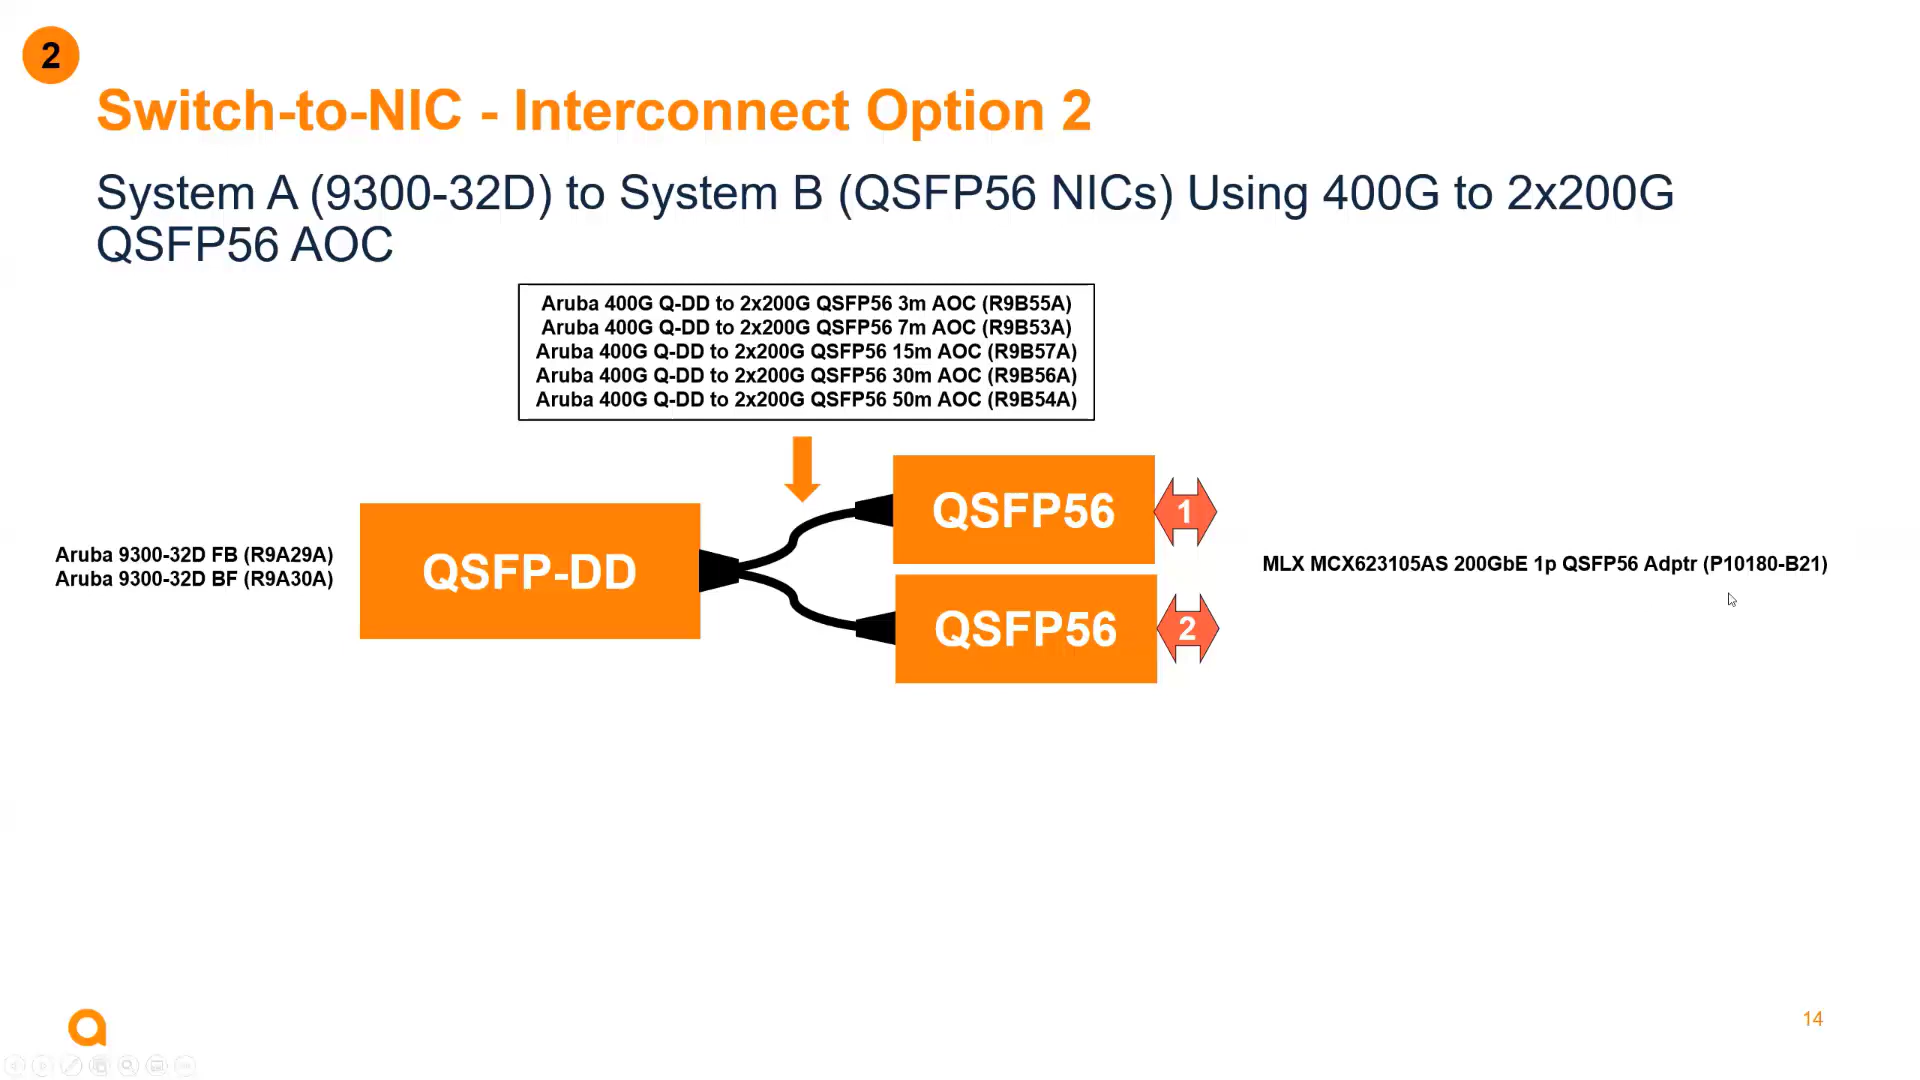 2
Switch-to-NIC - Interconnect Option 2
System A (9300-32D) to System B (QSFP56 NICs) Using 400G to 2x200G
QSFP56 AOC
Aruba 400G Q-DD to 2x200G QSFP56 3m AOC (R9B55A)
Aruba 400G Q-DD to 2x200G QSFP56 7m AOC (R9B53A)
Aruba 400G Q-DD to 2x200G QSFP56 15m AOC (R9B57A)
Aruba 400G Q-DD to 2x200G QSFP56 30m AOC (R9B56A)
Aruba 400G Q-DD to 2x200G QSFP56 50m AOC (R9B54A)
Aruba 9300-32D FB (R9A29A)
Aruba 9300-32D BF (R9A30A)
QSFP-DD
QSFP56
1
QSFP56
2
MLX MCX623105AS 200GbE 1p QSFP56 Adptr (P10180-B21)
14